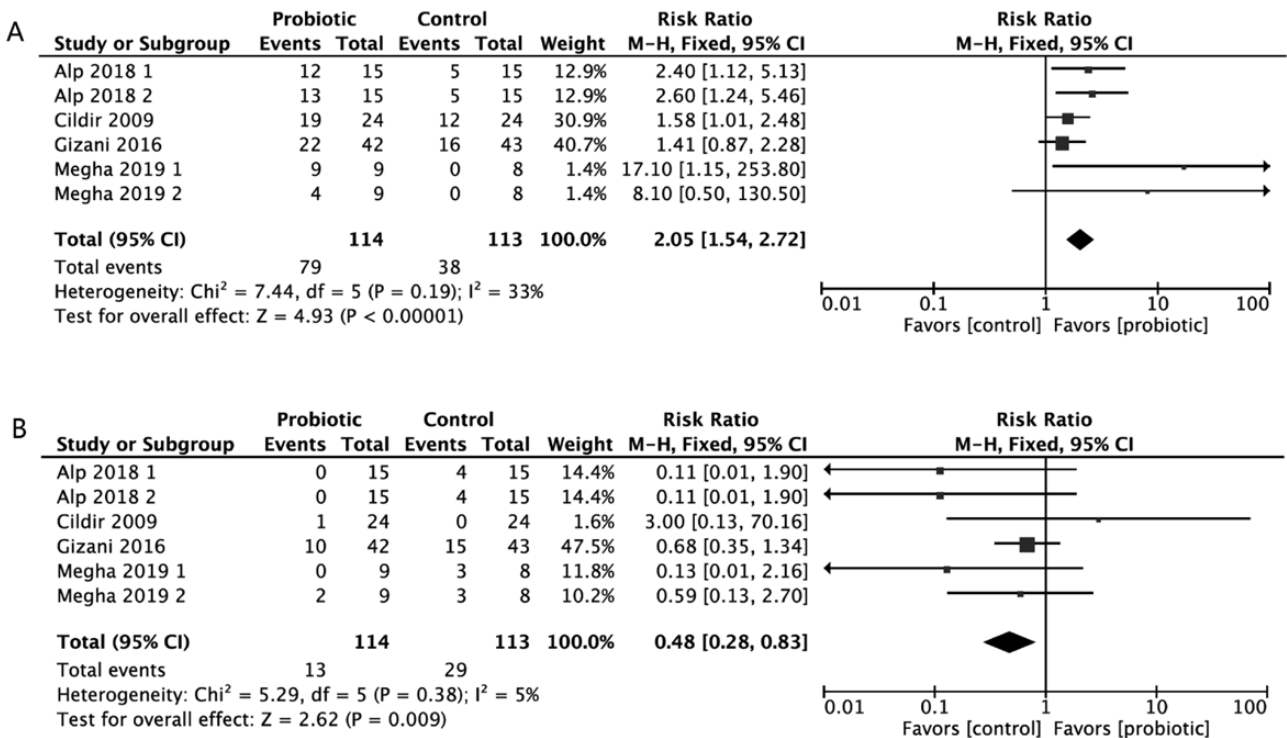 A
Probiotic Control Risk Ratio Risk Ratio
Study or Subgroup Events Total Events Total Weight M-H, Fixed, 95% CI M-H, Fixed, 95% CI
Alp 2018 1 12 15 5 15 12.9% 2.40 [1.12, 5.13]
Alp 2018 2 13 15 5 15 12.9% 2.60 [1.24, 5.46]
Cildir 2009 19 24 12 24 30.9% 1.58 [1.01, 2.48]
Gizani 2016 22 42 16 43 40.7% 1.41 [0.87, 2.28]
Megha 2019 1 9 9 0 8 1.4% 17.10 [1.15, 253.80]
Megha 2019 2 4 9 0 8 1.4% 8.10 [0.50, 130.50]
Total (95% CI) 114 113 100.0% 2.05 [1.54, 2.72]
Total events 79 38
Heterogeneity: Chi² = 7.44, df = 5 (P = 0.19); I² = 33%
Test for overall effect: Z = 4.93 (P < 0.00001)
0.01 0.1 1 10 100
Favors [control] Favors [probiotic]
B
Probiotic Control Risk Ratio Risk Ratio
Study or Subgroup Events Total Events Total Weight M-H, Fixed, 95% CI M-H, Fixed, 95% CI
Alp 2018 1 0 15 4 15 14.4% 0.11 [0.01, 1.90]
Alp 2018 2 0 15 4 15 14.4% 0.11 [0.01, 1.90]
Cildir 2009 1 24 0 24 1.6% 3.00 [0.13, 70.16]
Gizani 2016 10 42 15 43 47.5% 0.68 [0.35, 1.34]
Megha 2019 1 0 9 3 8 11.8% 0.13 [0.01, 2.16]
Megha 2019 2 2 9 3 8 10.2% 0.59 [0.13, 2.70]
Total (95% CI) 114 113 100.0% 0.48 [0.28, 0.83]
Total events 13 29
Heterogeneity: Chi² = 5.29, df = 5 (P = 0.38); I² = 5%
Test for overall effect: Z = 2.62 (P = 0.009)
0.01 0.1 1 10 100
Favors [control] Favors [probiotic]